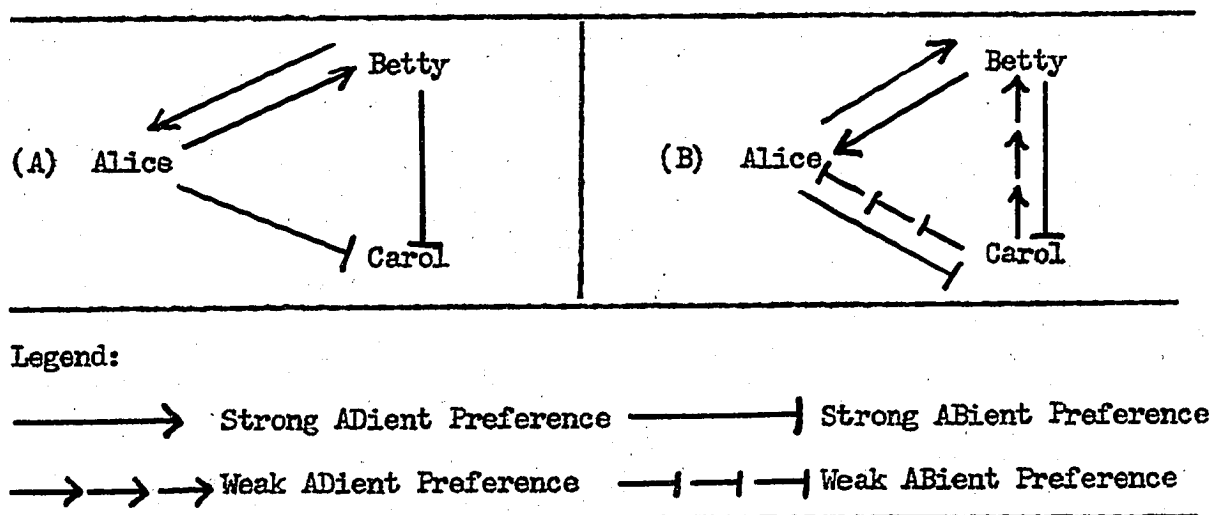 Betty
(A) Alice
Carol
Betty
(B) Alice
Carol
Legend:
Strong ADient Preference
Strong ABient Preference
Weak ADient Preference
Weak ABient Preference